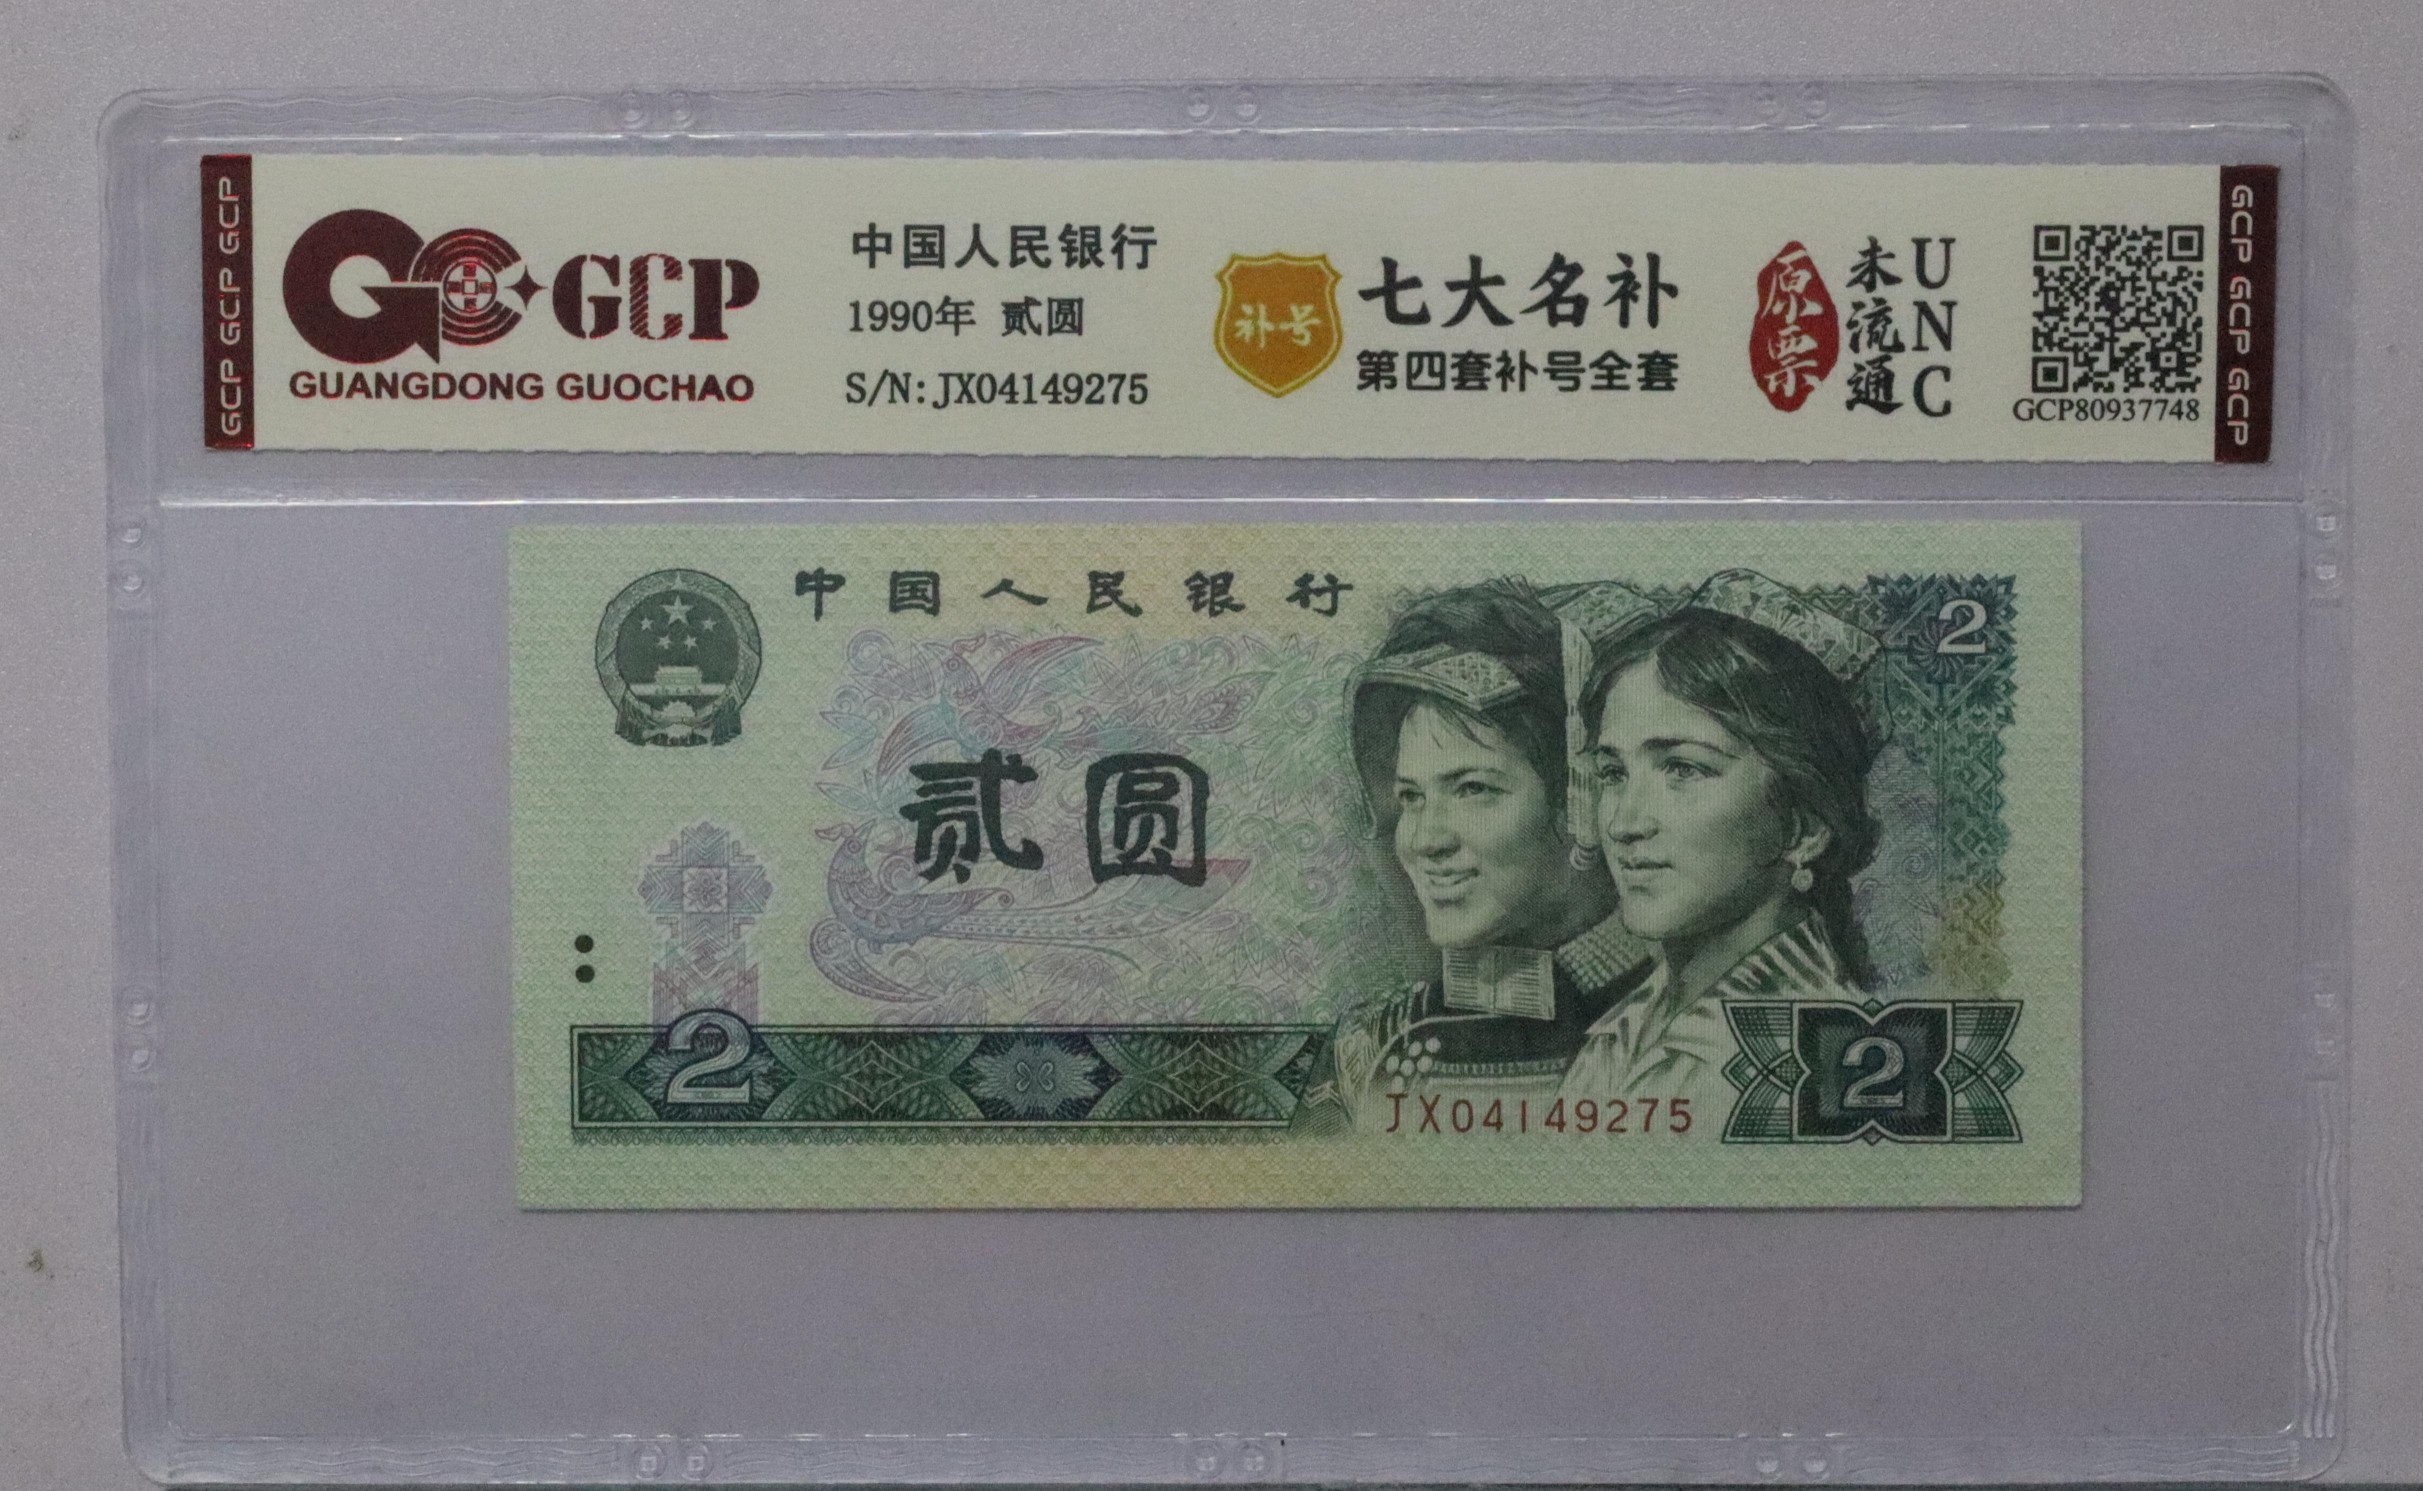 GCP GCP GCP
GCP
GUANGDONG GUOCHAO
中国人民银行
1990年 贰圆
S/N: JX04149275
补号
七大名补
第四套补号全套
原票
未流通
UNC
GCP80937748
GCP GCP GCP
中国人民银行
2
贰圆
2
JX04149275
2